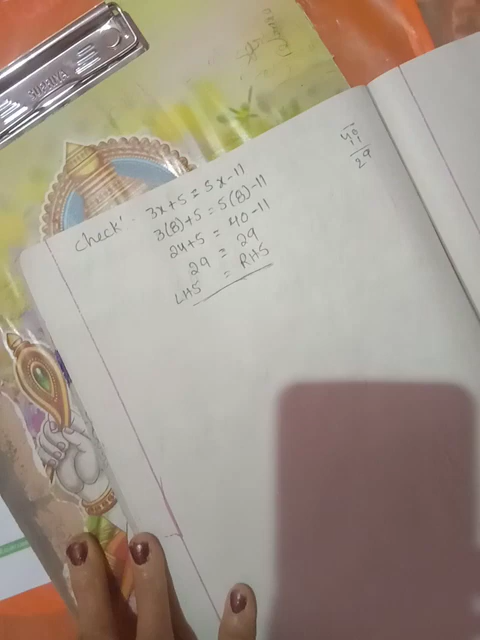 Check: 3x+5 = 5x-11
3(8)+5 = 5(8)-11
24+5 = 40-11
29 = 29
LHS = RHS
40
11
29